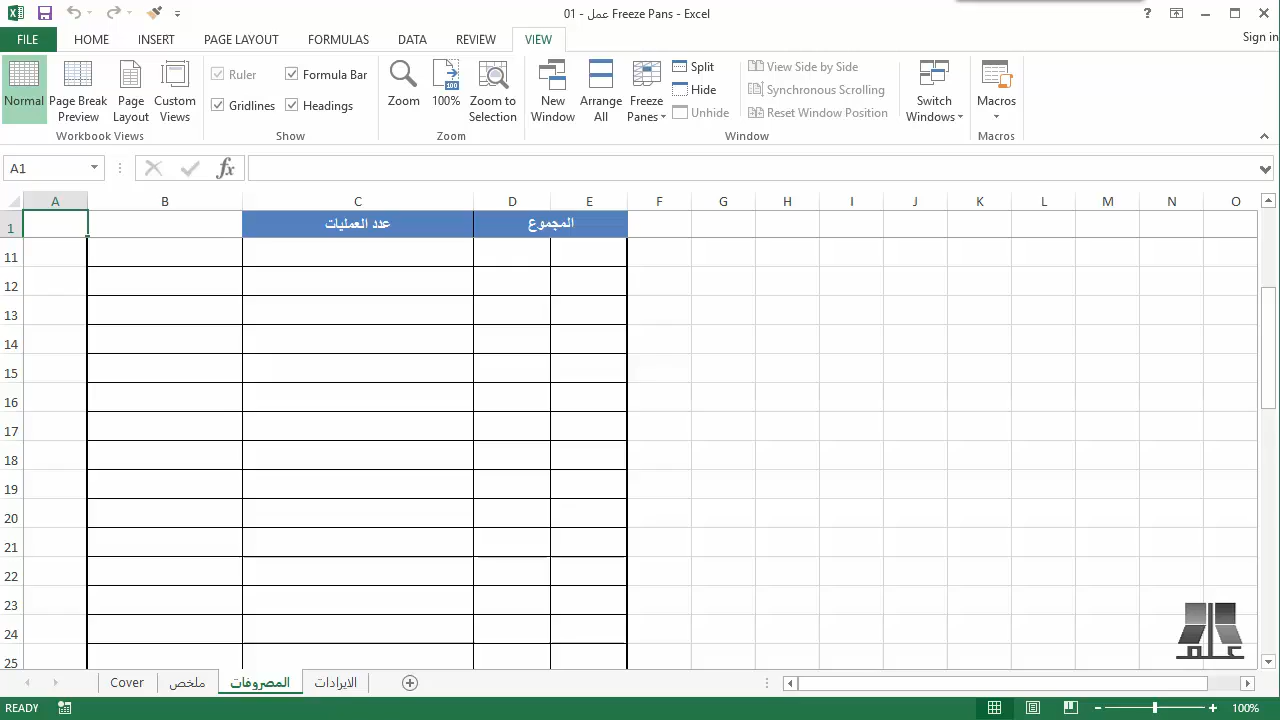 01 - عمل Freeze Pans - Excel
FILE HOME INSERT PAGE LAYOUT FORMULAS DATA REVIEW VIEW Sign in
Normal Page Break Preview Page Layout Custom Views
Workbook Views
Ruler Formula Bar
Gridlines Headings
Show
Zoom 100% Zoom to Selection
Zoom
New Window Arrange All Freeze Panes
Split
Hide
Unhide
View Side by Side
Synchronous Scrolling
Reset Window Position
Switch Windows
Window
Macros
Macros
A1 fx
A B C D E F G H I J K L M N O
1 عدد العمليات المجموع
11
12
13
14
15
16
17
18
19
20
21
22
23
24
25
علم
Cover ملخص المصروفات الايرادات
READY 100%